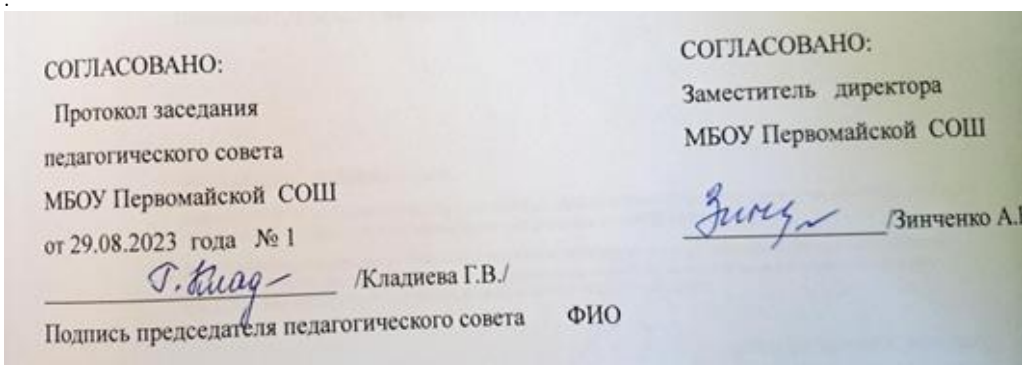 СОГЛАСОВАНО:
Протокол заседания
педагогического совета
МБОУ Первомайской СОШ
от 29.08.2023 года № 1
Г. Клад /Кладиева Г.В./
Подпись председателя педагогического совета ФИО
СОГЛАСОВАНО:
Заместитель директора
МБОУ Первомайской СОШ
/Зинченко А.